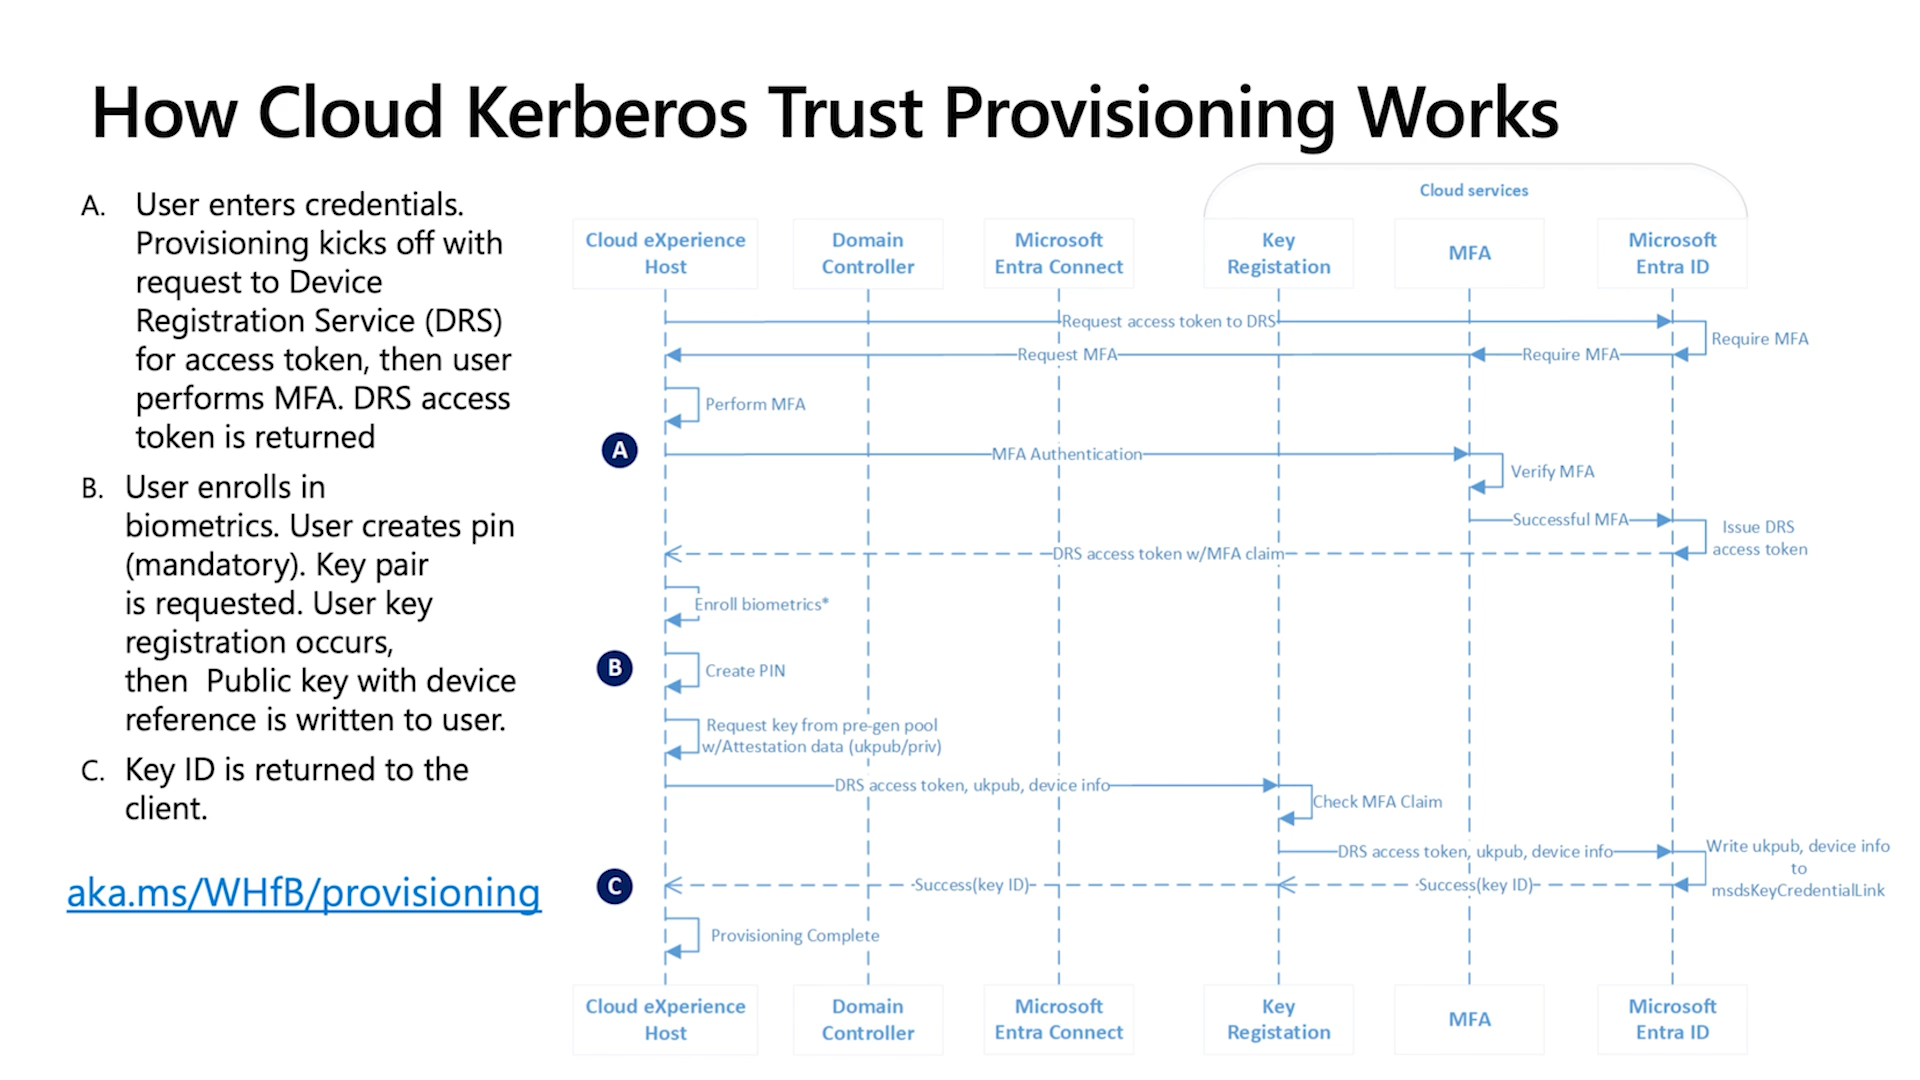 How Cloud Kerberos Trust Provisioning Works
A. User enters credentials.
Provisioning kicks off with
request to Device
Registration Service (DRS)
for access token, then user
performs MFA. DRS access
token is returned
B. User enrolls in
biometrics. User creates pin
(mandatory). Key pair
is requested. User key
registration occurs,
then  Public key with device
reference is written to user.
C. Key ID is returned to the
client.
aka.ms/WHfB/provisioning
Cloud services
Cloud eXperience
Host
Domain
Controller
Microsoft
Entra Connect
Key
Registation
MFA
Microsoft
Entra ID
Request access token to DRS
Require MFA
Request MFA
Require MFA
Perform MFA
A
MFA Authentication
Verify MFA
Successful MFA
Issue DRS
access token
DRS access token w/MFA claim
Enroll biometrics*
B
Create PIN
Request key from pre-gen pool
w/Attestation data (ukpub/priv)
DRS access token, ukpub, device info
Check MFA Claim
DRS access token, ukpub, device info
Write ukpub, device info
to
msdsKeyCredentialLink
C
Success(key ID)
Success(key ID)
Provisioning Complete
Cloud eXperience
Host
Domain
Controller
Microsoft
Entra Connect
Key
Registation
MFA
Microsoft
Entra ID